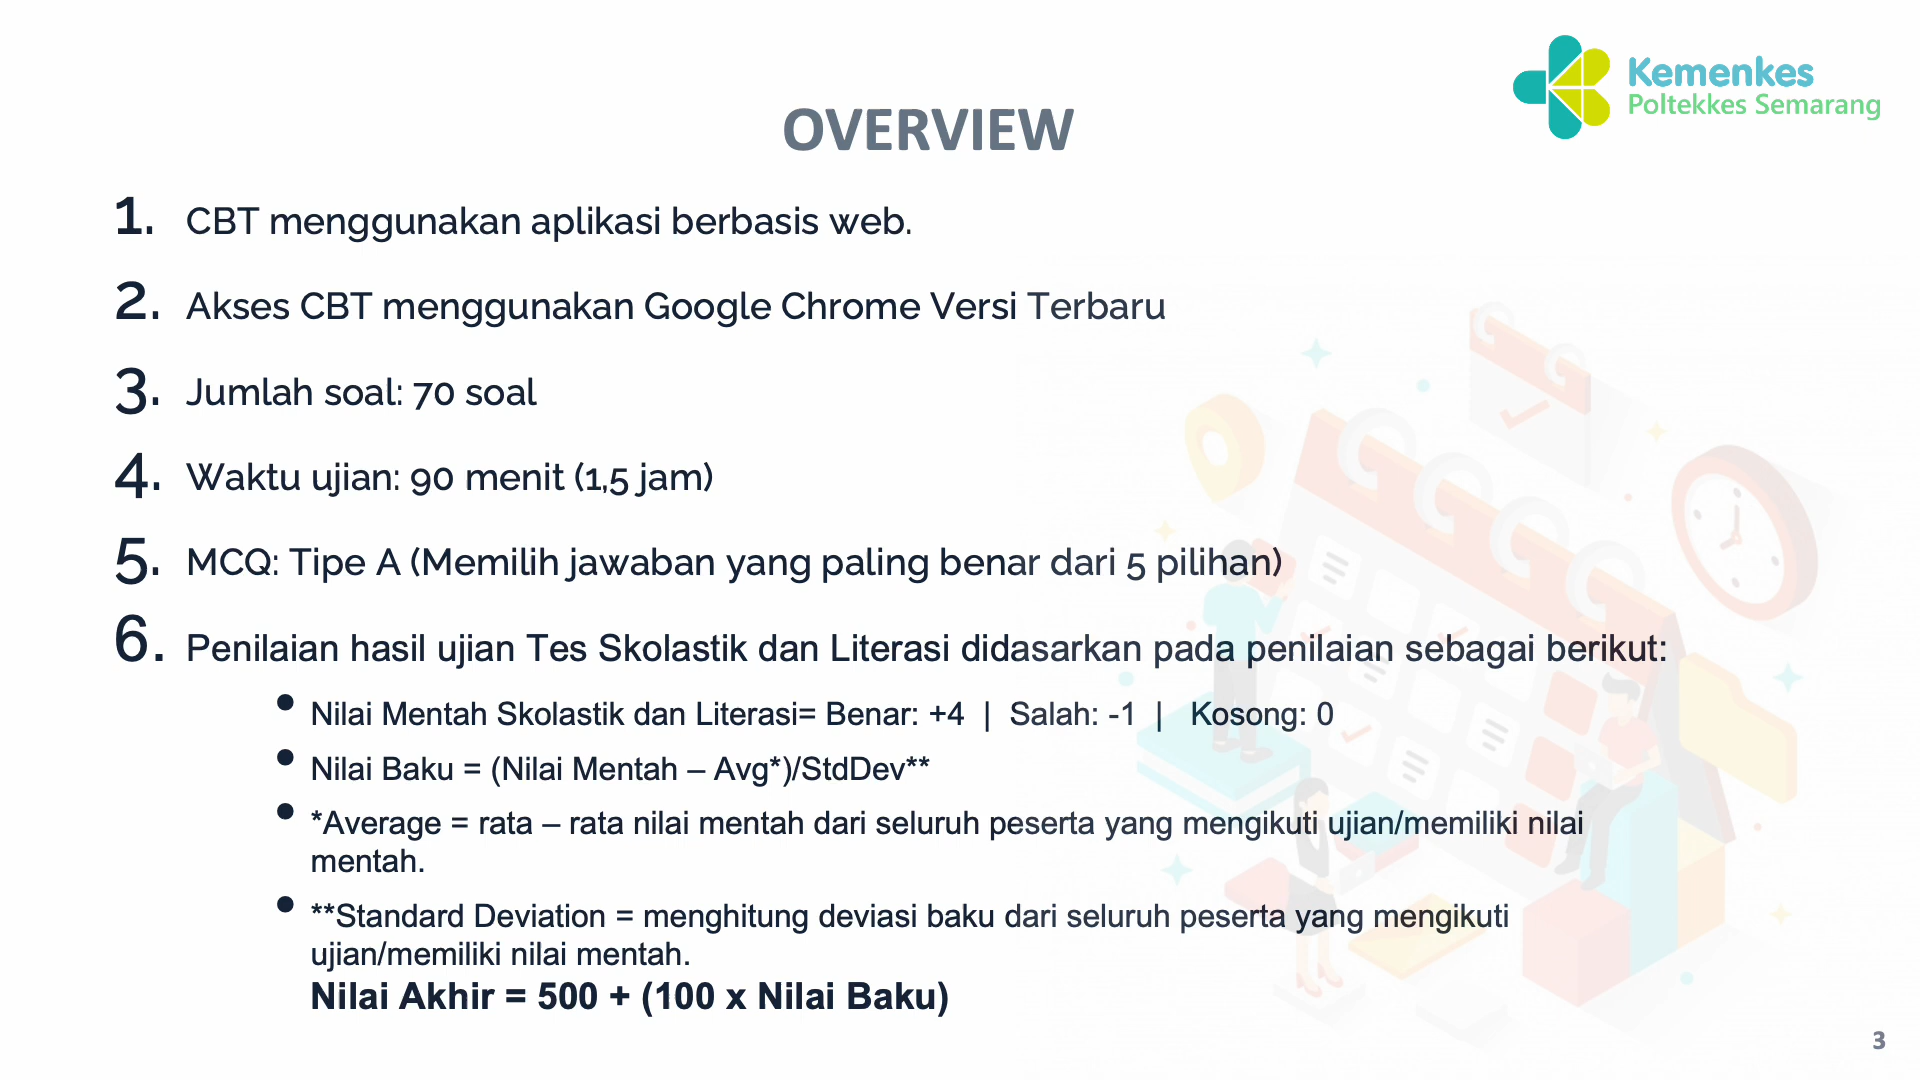 Kemenkes
Poltekkes Semarang
OVERVIEW
1. CBT menggunakan aplikasi berbasis web.
2. Akses CBT menggunakan Google Chrome Versi Terbaru
3. Jumlah soal: 70 soal
4. Waktu ujian: 90 menit (1,5 jam)
5. MCQ: Tipe A (Memilih jawaban yang paling benar dari 5 pilihan)
6. Penilaian hasil ujian Tes Skolastik dan Literasi didasarkan pada penilaian sebagai berikut:
• Nilai Mentah Skolastik dan Literasi= Benar: +4 | Salah: -1 | Kosong: 0
• Nilai Baku = (Nilai Mentah – Avg*)/StdDev**
• *Average = rata – rata nilai mentah dari seluruh peserta yang mengikuti ujian/memiliki nilai
mentah.
• **Standard Deviation = menghitung deviasi baku dari seluruh peserta yang mengikuti
ujian/memiliki nilai mentah.
Nilai Akhir = 500 + (100 x Nilai Baku)
3